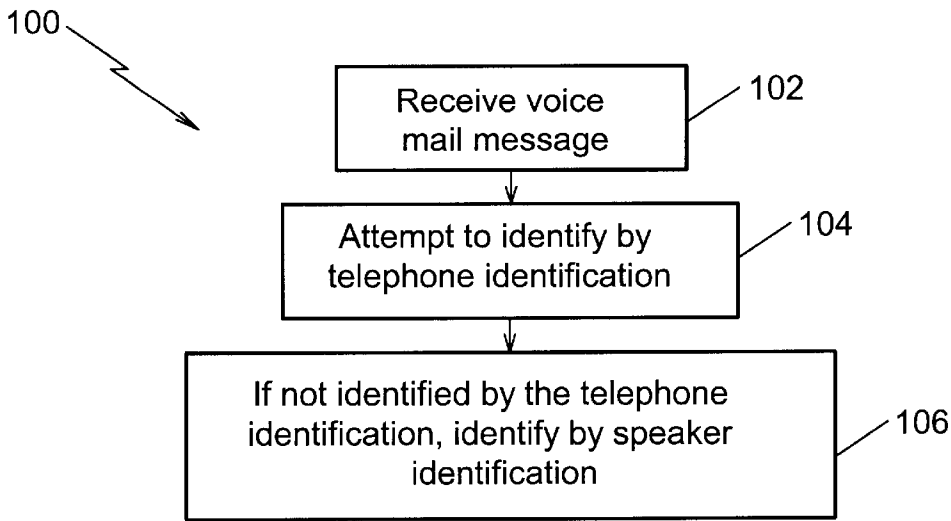 100
Receive voice
mail message
102
Attempt to identify by
telephone identification
104
If not identified by the telephone
identification, identify by speaker
identification
106